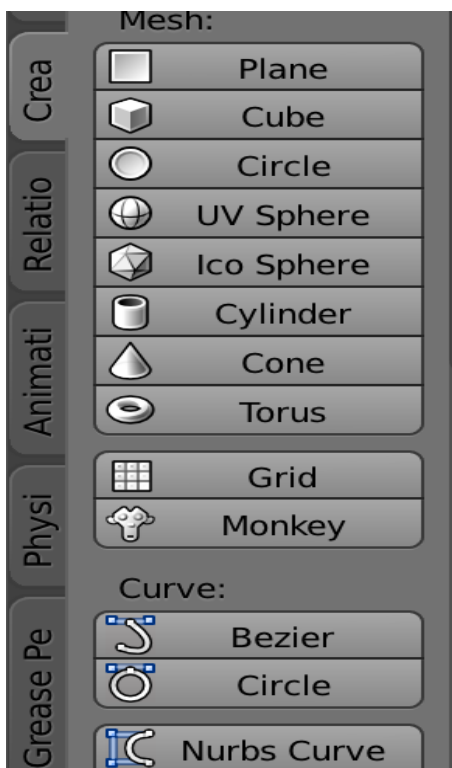 Mesh:
Plane
Cube
Circle
UV Sphere
Ico Sphere
Cylinder
Cone
Torus
Grid
Monkey
Curve:
Bezier
Circle
Nurbs Curve
Crea
Relatio
Animati
Physi
Grease Pe